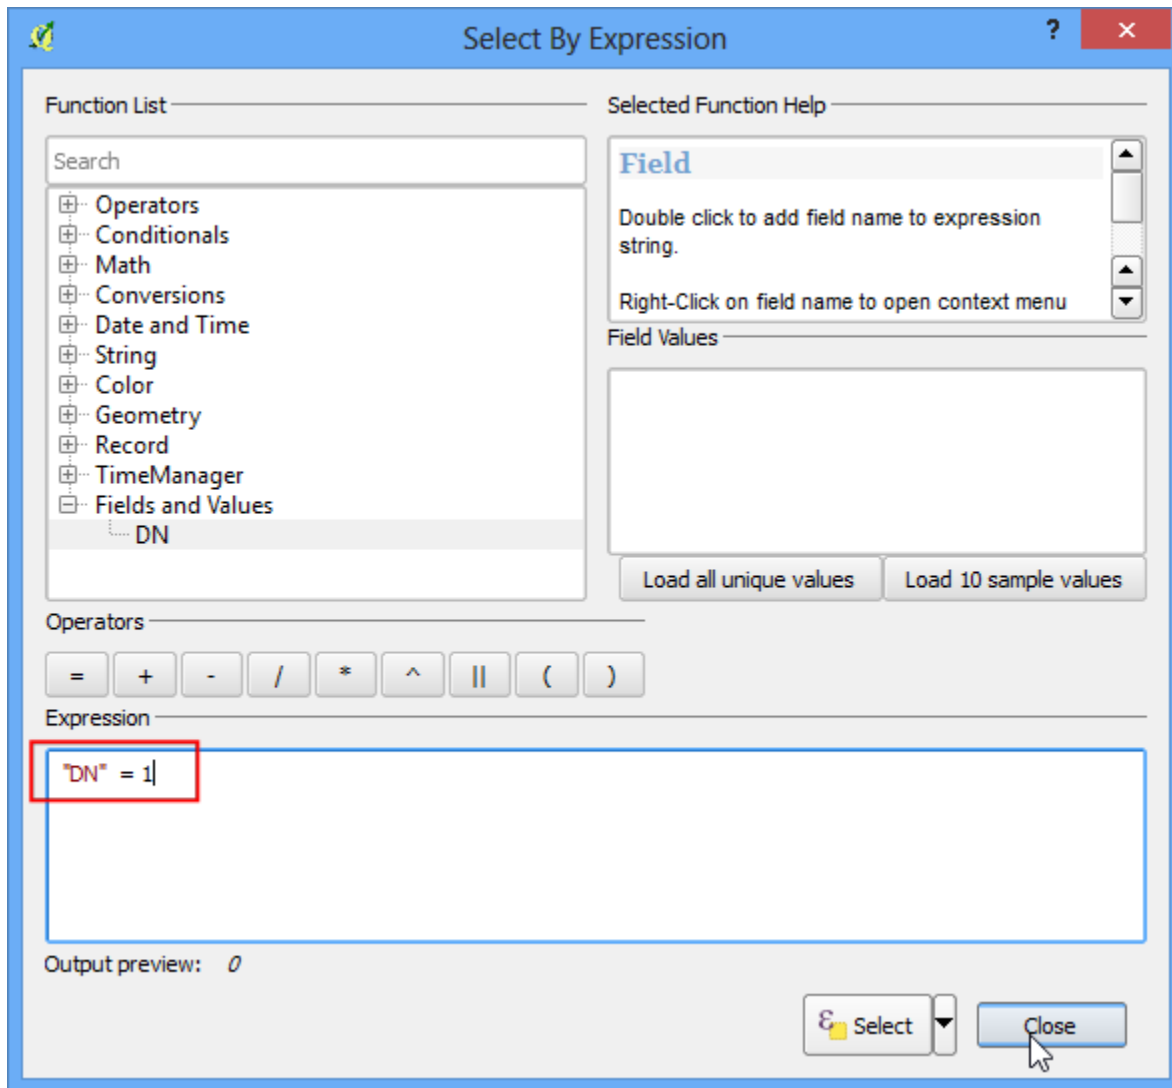 Select By Expression
?
×
Function List
Search
Operators
Conditionals
Math
Conversions
Date and Time
String
Color
Geometry
Record
TimeManager
Fields and Values
DN
Selected Function Help
Field
Double click to add field name to expression
string.
Right-Click on field name to open context menu
Field Values
Load all unique values Load 10 sample values
Operators
= + - / * ^ || ( )
Expression
"DN" = 1
Output preview: 0
Select Close